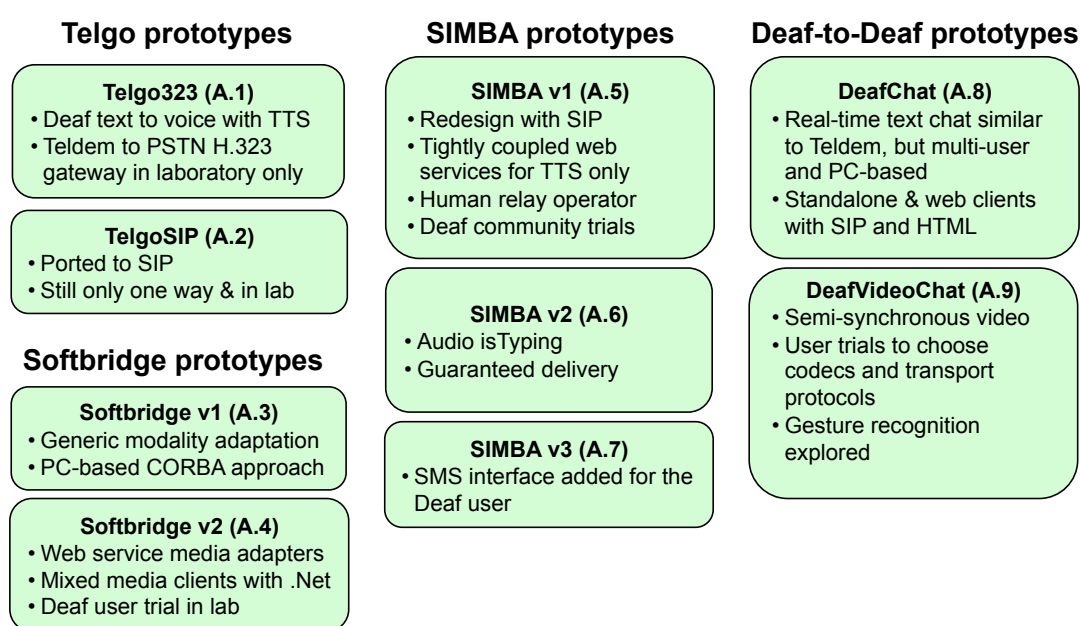 Telgo prototypes
Telgo323 (A.1)
• Deaf text to voice with TTS
• Teldem to PSTN H.323
gateway in laboratory only
TelgoSIP (A.2)
• Ported to SIP
• Still only one way & in lab
Softbridge prototypes
Softbridge v1 (A.3)
• Generic modality adaptation
• PC-based CORBA approach
Softbridge v2 (A.4)
• Web service media adapters
• Mixed media clients with .Net
• Deaf user trial in lab
SIMBA prototypes
SIMBA v1 (A.5)
• Redesign with SIP
• Tightly coupled web
services for TTS only
• Human relay operator
• Deaf community trials
SIMBA v2 (A.6)
• Audio isTyping
• Guaranteed delivery
SIMBA v3 (A.7)
• SMS interface added for the
Deaf user
Deaf-to-Deaf prototypes
DeafChat (A.8)
• Real-time text chat similar
to Teldem, but multi-user
and PC-based
• Standalone & web clients
with SIP and HTML
DeafVideoChat (A.9)
• Semi-synchronous video
• User trials to choose
codecs and transport
protocols
• Gesture recognition
explored